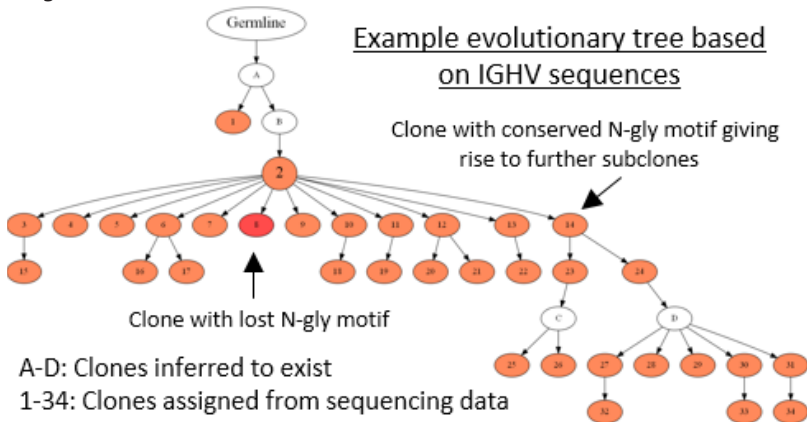 Germline
Example evolutionary tree based
on IGHV sequences
A
1
B
Clone with conserved N-gly motif giving
rise to further subclones
2
3 4 5 6 7 8 9 10 11 12 13 14
15 16 17 18 19 20 21 22 23 24
Clone with lost N-gly motif
C D
A-D: Clones inferred to exist
25 26 27 28 29 30 31
1-34: Clones assigned from sequencing data
32 33 34